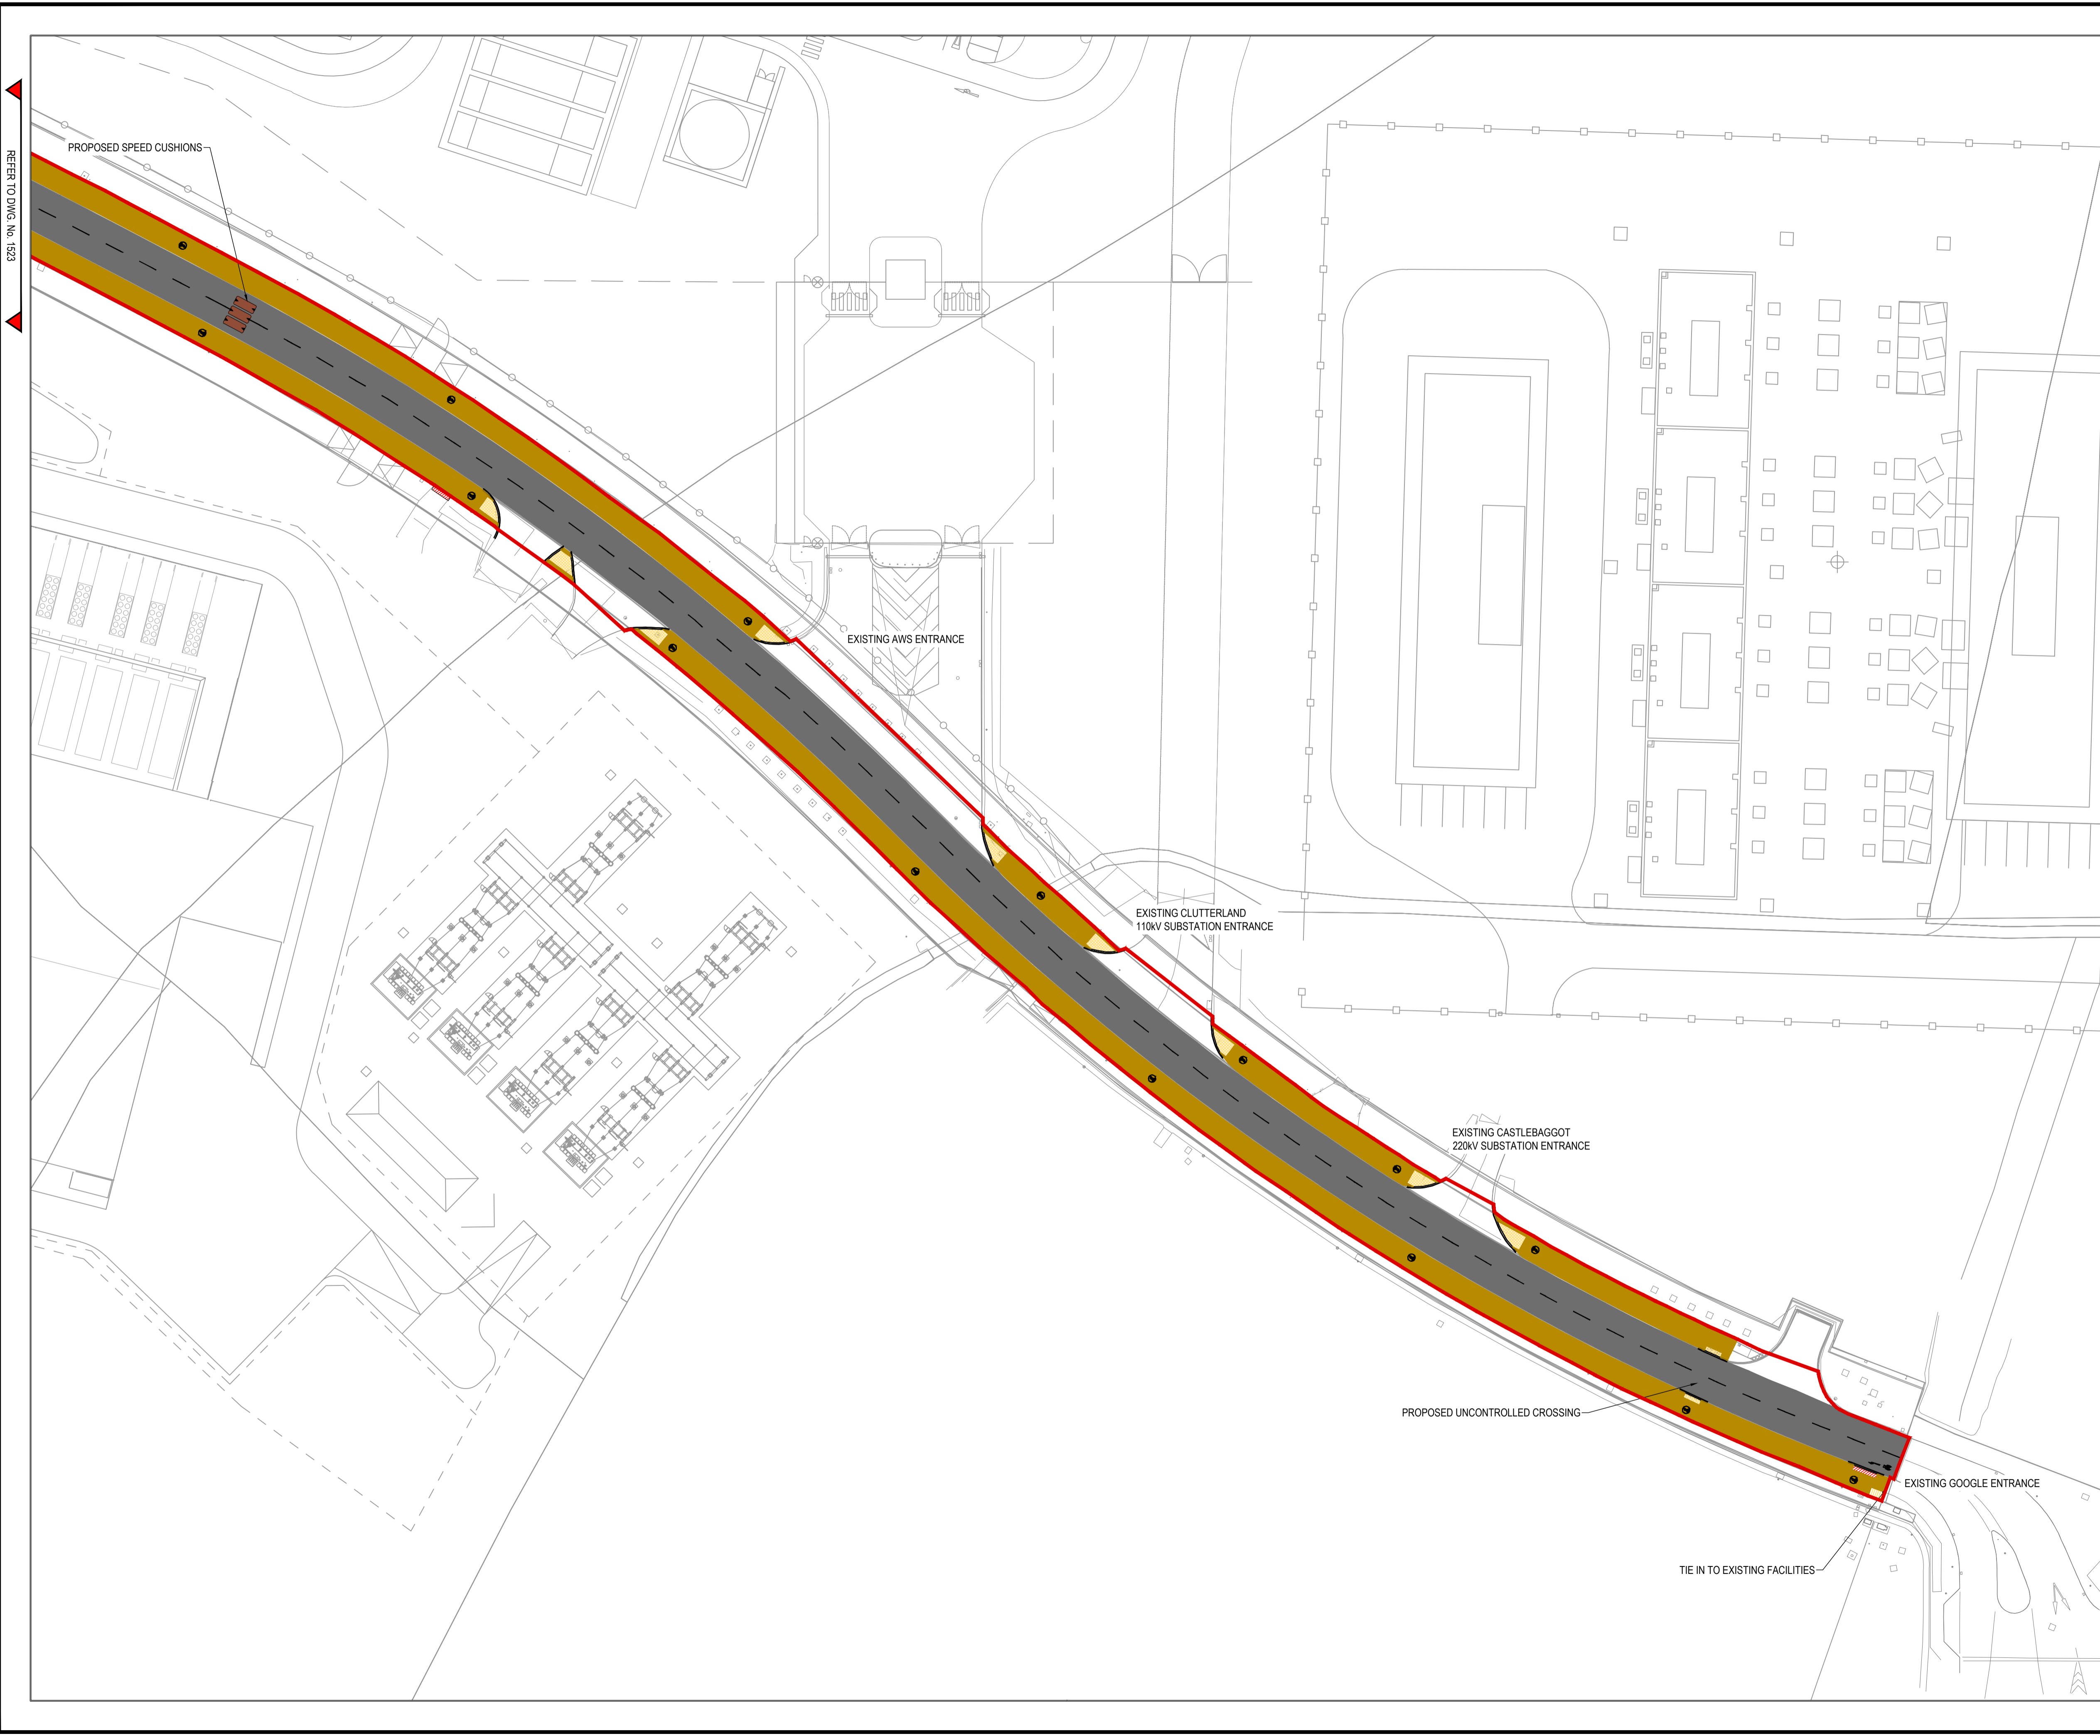 REFER TO DWG. No. 1523
PROPOSED SPEED CUSHIONS
EXISTING AWS ENTRANCE
EXISTING CLUTTERLAND
110kV SUBSTATION ENTRANCE
EXISTING CASTLEBAGGOT
220kV SUBSTATION ENTRANCE
PROPOSED UNCONTROLLED CROSSING
EXISTING GOOGLE ENTRANCE
TIE IN TO EXISTING FACILITIES